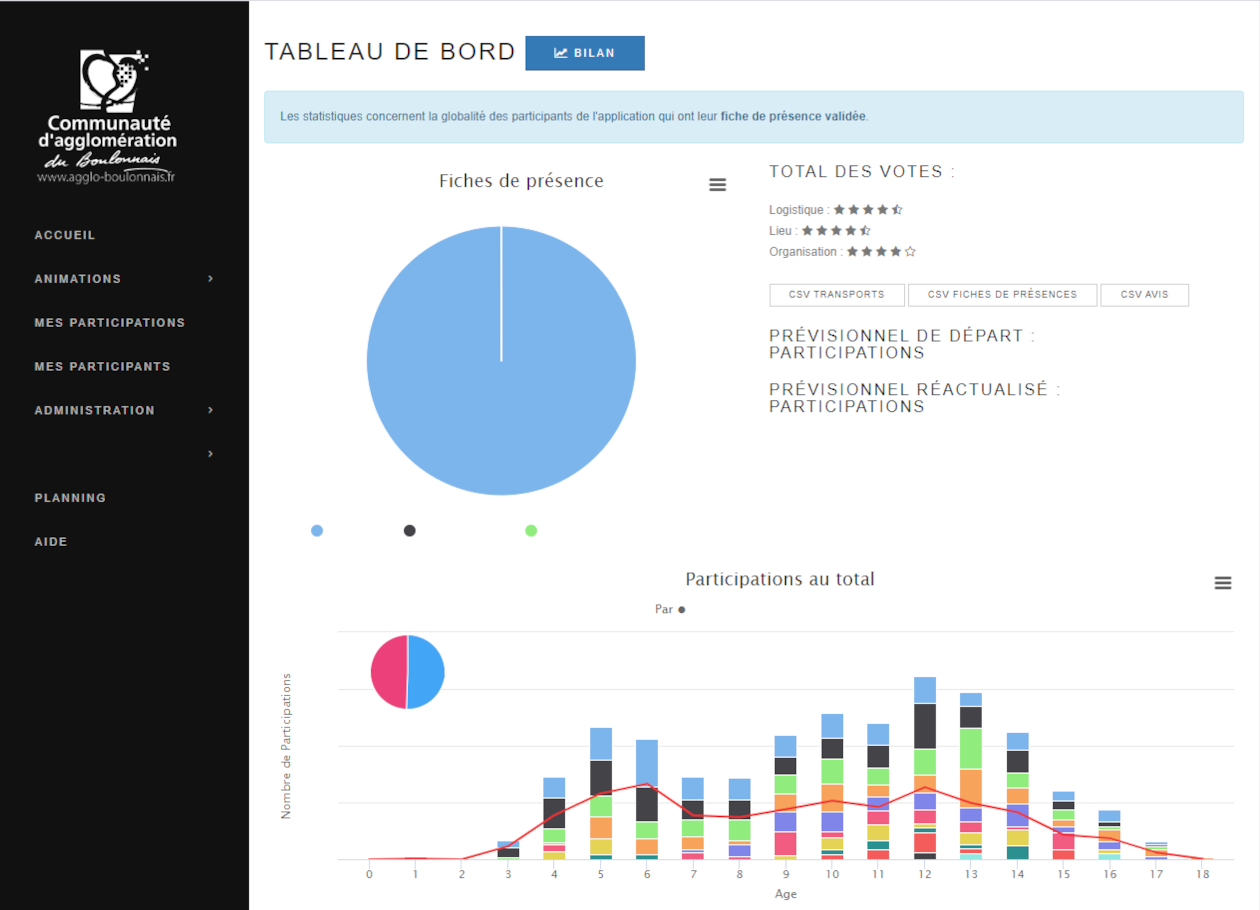 Communauté
d'agglomération
du Boulonnais
www.agglo-boulonnais.fr
ACCUEIL
ANIMATIONS
MES PARTICIPATIONS
MES PARTICIPANTS
ADMINISTRATION
PLANNING
AIDE
TABLEAU DE BORD BILAN
Les statistiques concernent la globalité des participants de l'application qui ont leur fiche de présence validée.
Fiches de présence
TOTAL DES VOTES :
Logistique :
Lieu :
Organisation :
CSV TRANSPORTS CSV FICHES DE PRÉSENCES CSV AVIS
PRÉVISIONNEL DE DÉPART :
PARTICIPATIONS
PRÉVISIONNEL RÉACTUALISÉ :
PARTICIPATIONS
Participations au total
Par
Nombre de Participations
0 1 2 3 4 5 6 7 8 9 10 11 12 13 14 15 16 17 18
Age